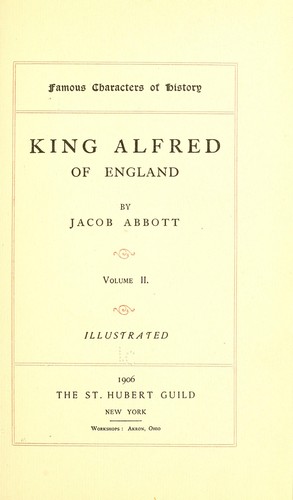 Famous Characters of History
KING ALFRED
OF ENGLAND
BY
JACOB ABBOTT
VOLUME II.
ILLUSTRATED
1906
THE ST. HUBERT GUILD
NEW YORK
WORKSHOPS: AKRON, OHIO